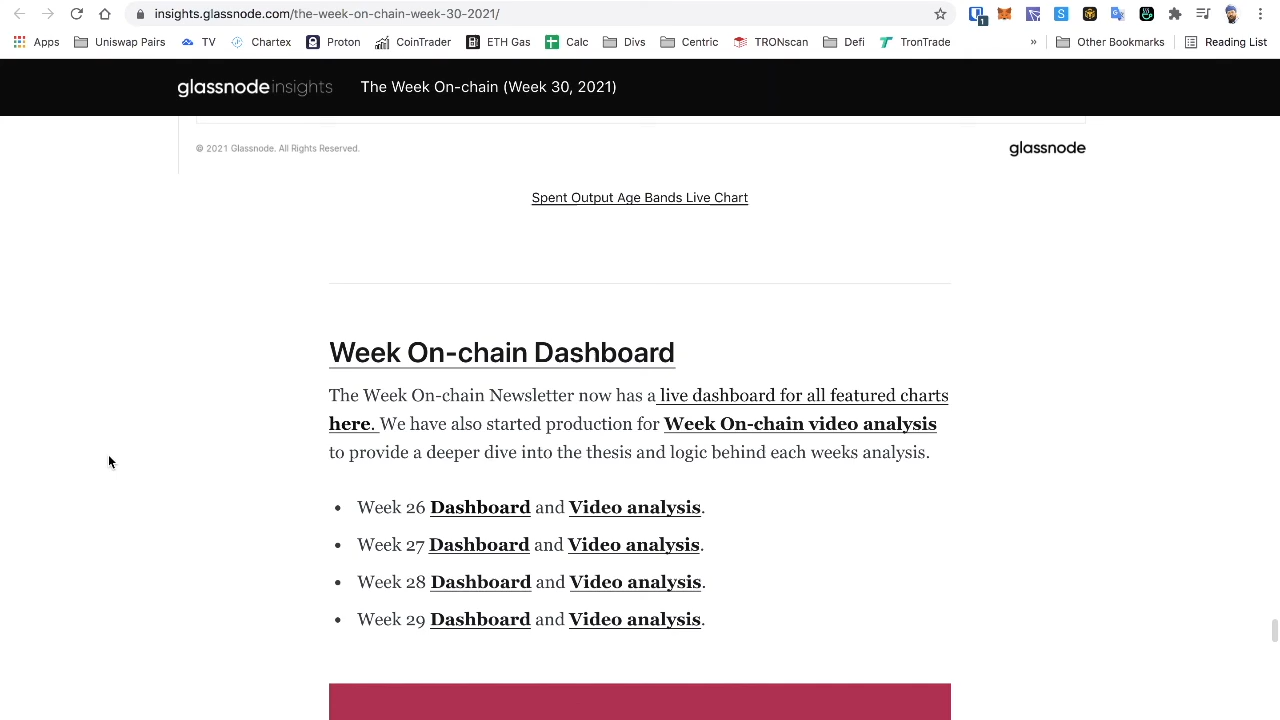 insights.glassnode.com/the-week-on-chain-week-30-2021/
1
Apps Uniswap Pairs TV Chartex Proton CoinTrader ETH Gas Calc Divs Centric TRONscan Defi TronTrade » Other Bookmarks Reading List
glassnodeinsights The Week On-chain (Week 30, 2021)
© 2021 Glassnode. All Rights Reserved. glassnode
Spent Output Age Bands Live Chart
Week On-chain Dashboard
The Week On-chain Newsletter now has a live dashboard for all featured charts
here. We have also started production for Week On-chain video analysis
to provide a deeper dive into the thesis and logic behind each weeks analysis.
• Week 26 Dashboard and Video analysis.
• Week 27 Dashboard and Video analysis.
• Week 28 Dashboard and Video analysis.
• Week 29 Dashboard and Video analysis.